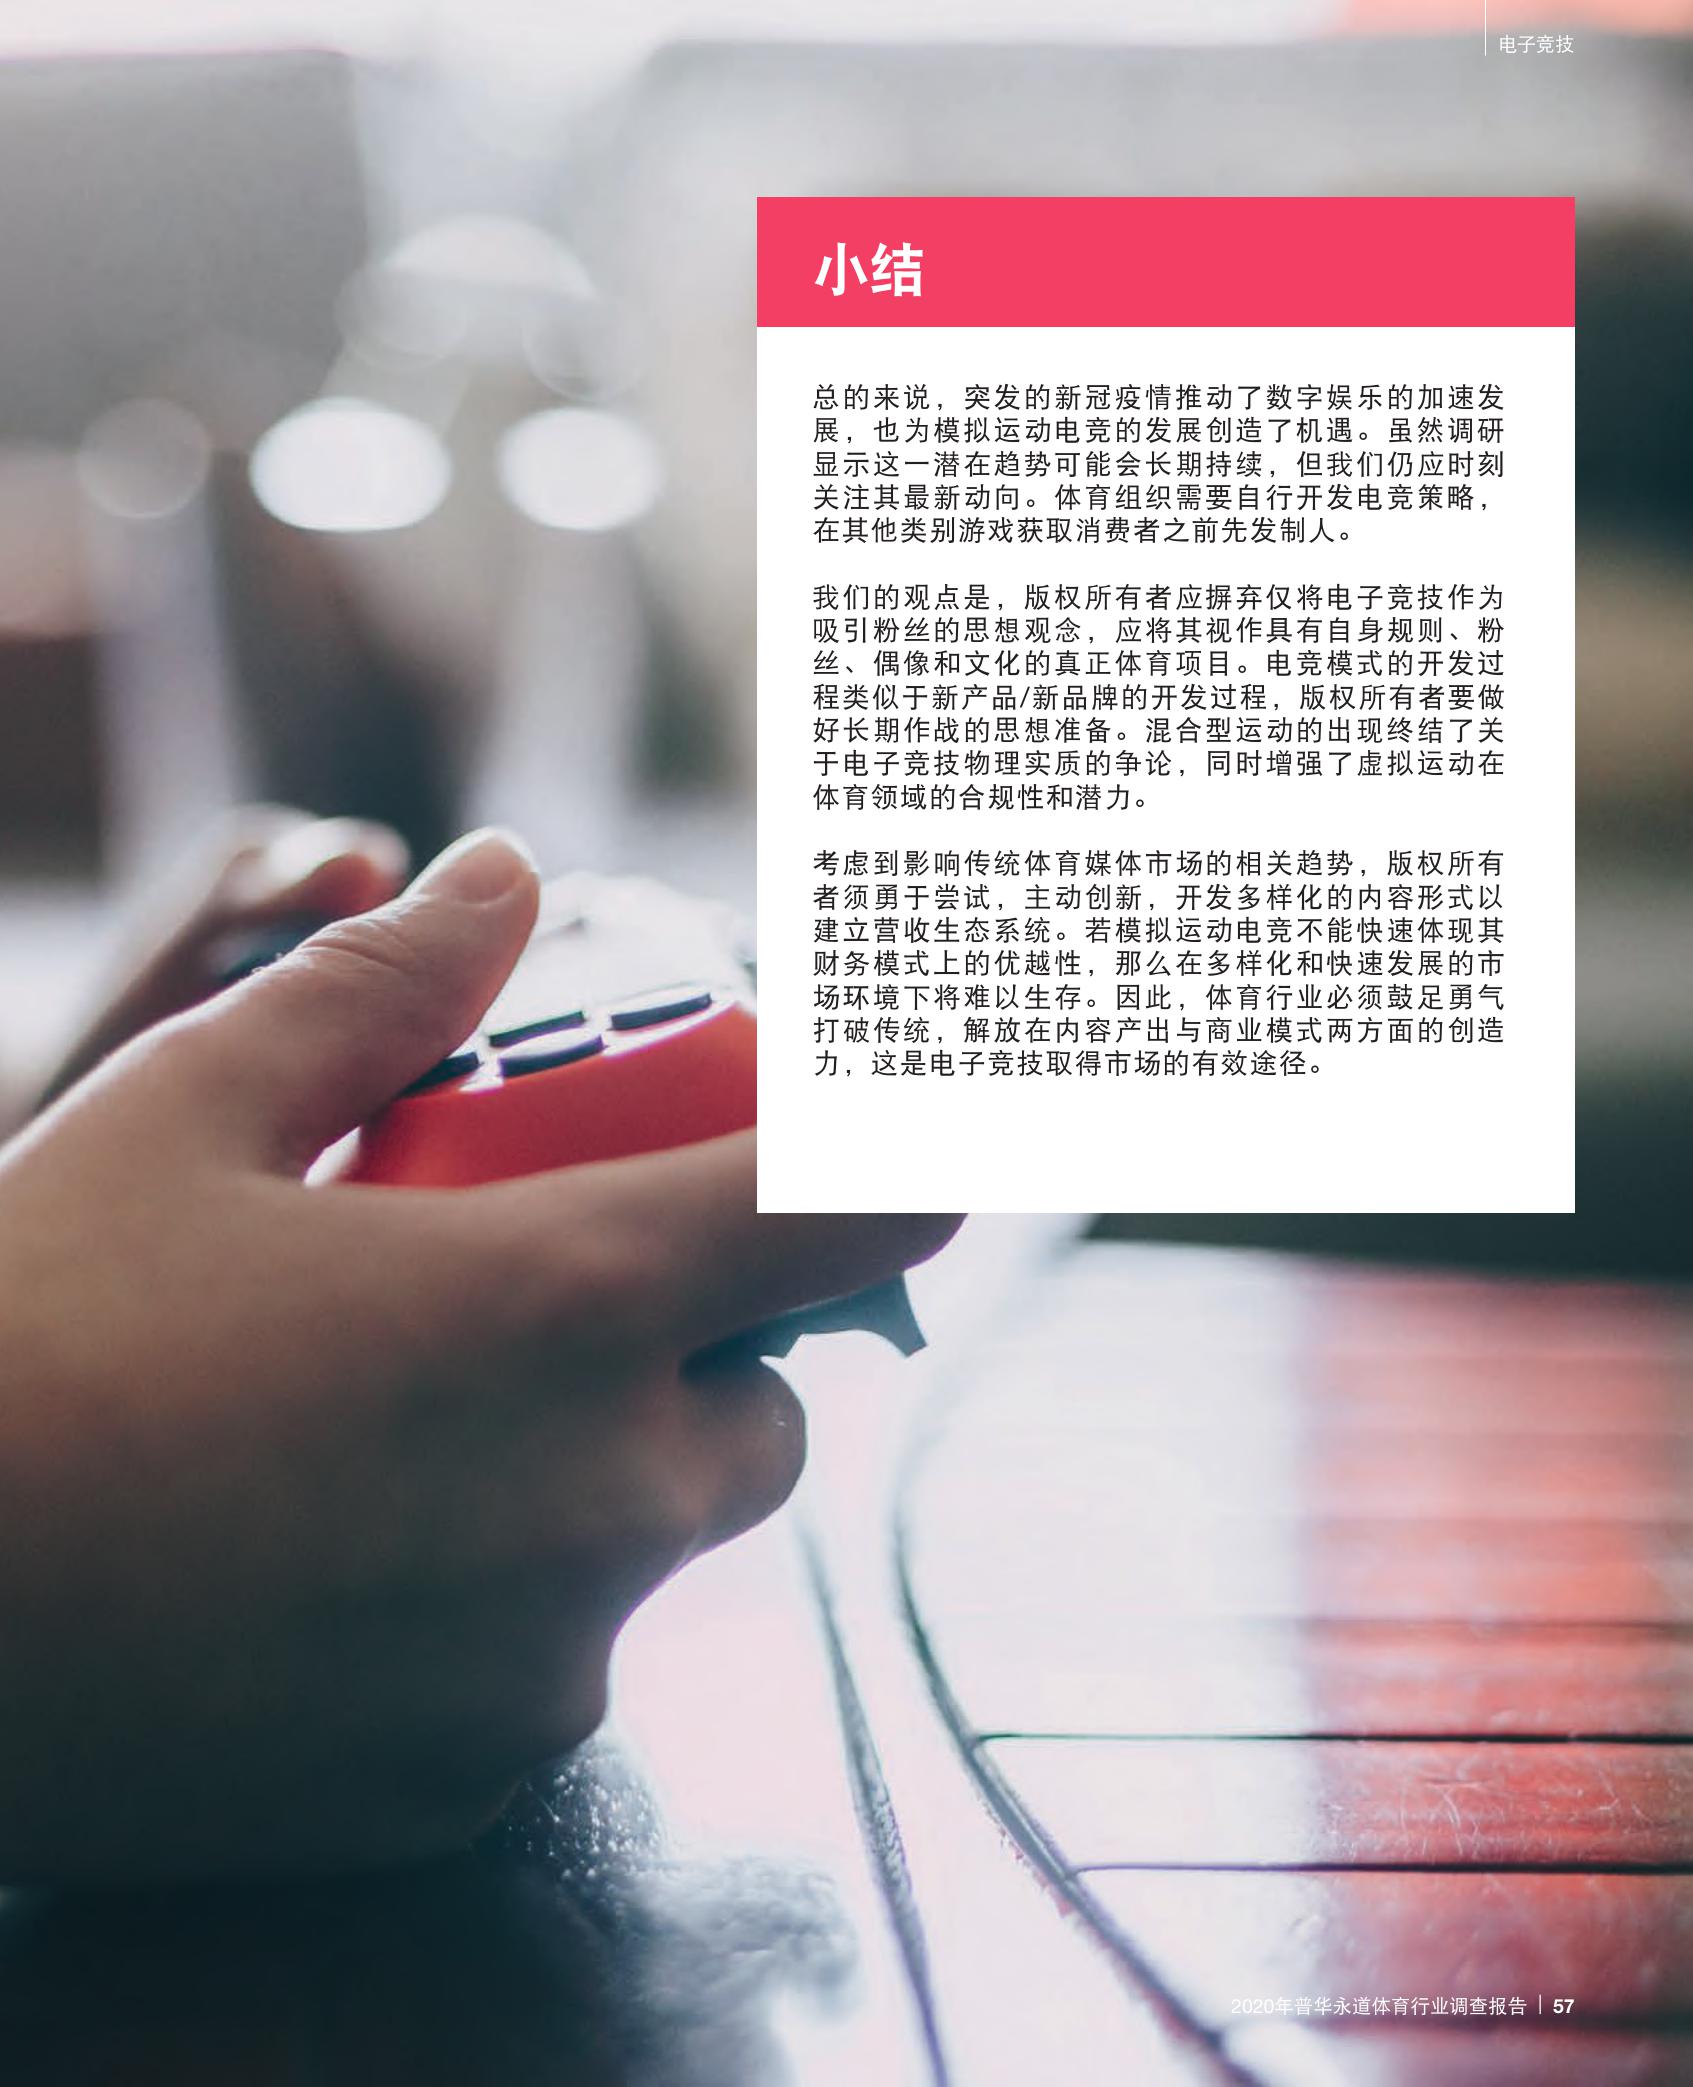 电子竞技
小结
总的来说，突发的新冠疫情推动了数字娱乐的加速发
展，也为模拟运动电竞的发展创造了机遇。虽然调研
显示这一潜在趋势可能会长期持续，但我们仍应时刻
关注其最新动向。体育组织需要自行开发电竞策略，
在其他类别游戏获取消费者之前先发制人。
我们的观点是，版权所有者应摒弃仅将电子竞技作为
吸引粉丝的思想观念，应将其视作具有自身规则、粉
丝、偶像和文化的真正体育项目。电竞模式的开发过
程类似于新产品/新品牌的开发过程，版权所有者要做
好长期作战的思想准备。混合型运动的出现终结了关
于电子竞技物理实质的争论，同时增强了虚拟运动在
体育领域的合规性和潜力。
考虑到影响传统体育媒体市场的相关趋势，版权所有
者须勇于尝试，主动创新，开发多样化的内容形式以
建立营收生态系统。若模拟运动电竞不能快速体现其
财务模式上的优越性，那么在多样化和快速发展的市
场环境下将难以生存。因此，体育行业必须鼓足勇气
打破传统，解放在内容产出与商业模式两方面的创造
力，这是电子竞技取得市场的有效途径。
2020年普华永道体育行业调查报告 | 57